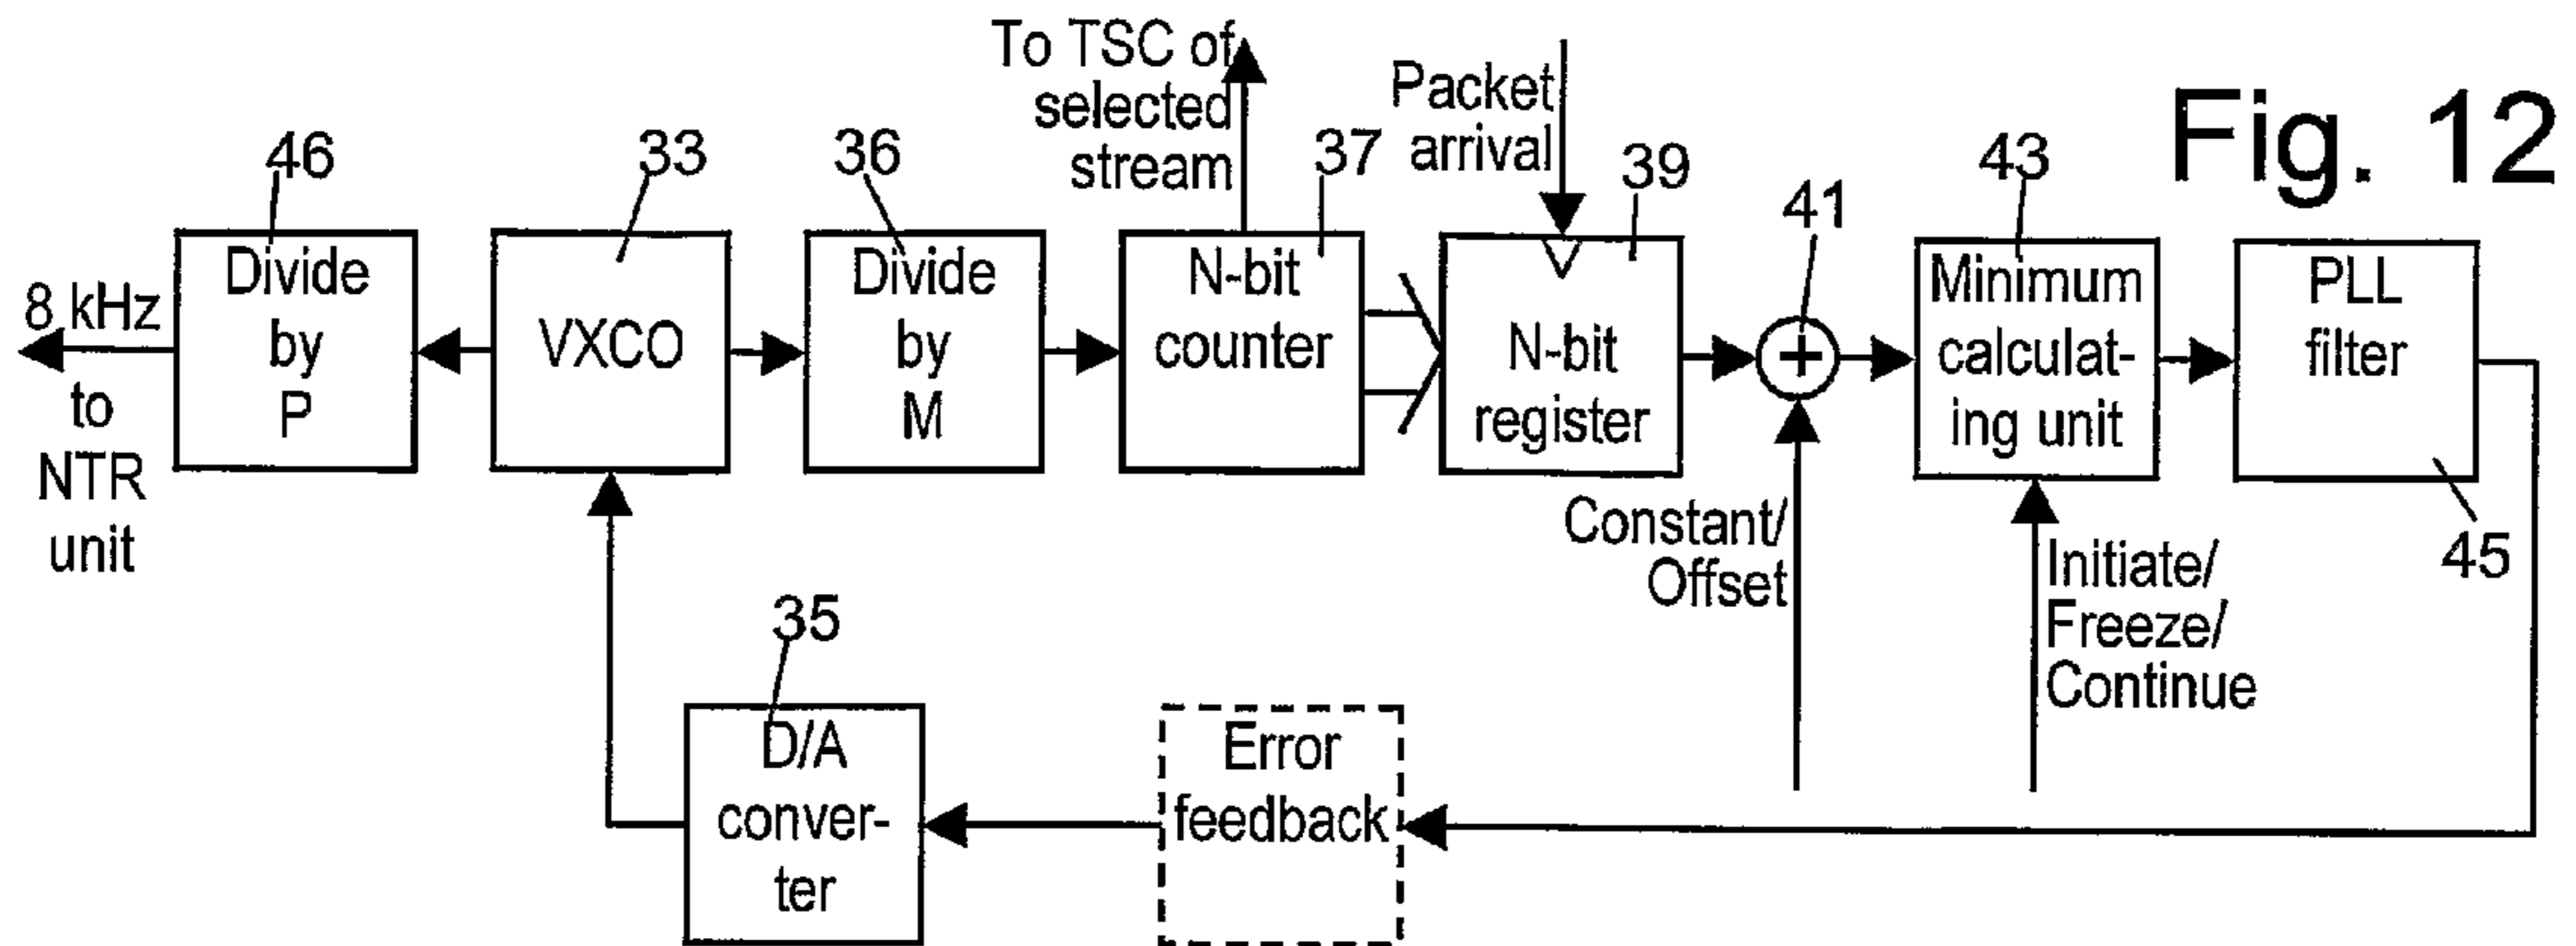 To TSC of
selected
stream
Packet
arrival
Fig. 12
46
33
36
37
39
41
43
8 kHz
to
NTR
unit
Divide
by
P
VXCO
Divide
by
M
N-bit
counter
N-bit
register
+
Minimum
calculat-
ing unit
PLL
filter
45
Constant/
Offset
Initiate/
Freeze/
Continue
35
D/A
conver-
ter
Error
feedback